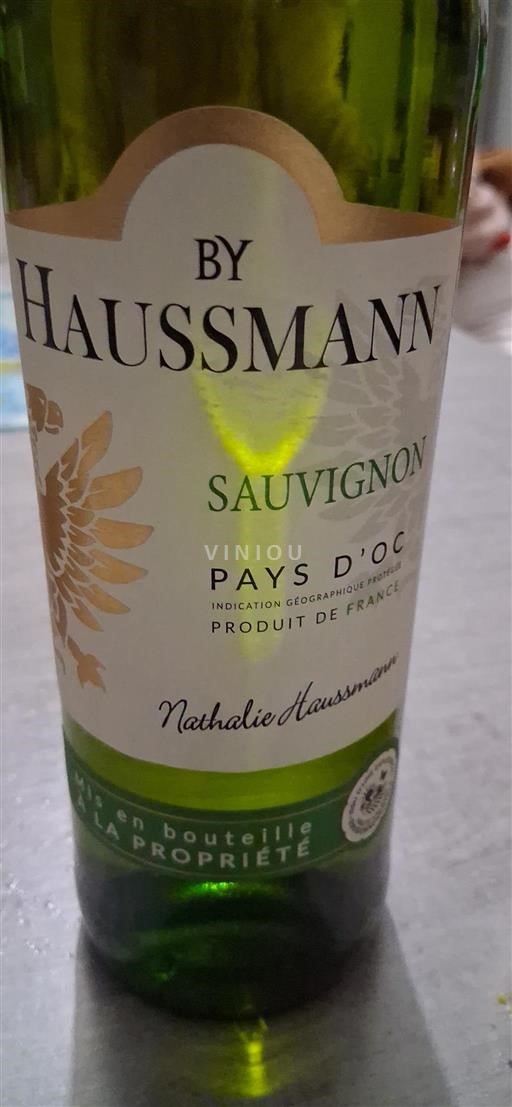 BY
HAUSSMANN
SAUVIGNON
VINIOU
PAYS D'OC
INDICATION GÉOGRAPHIQUE PROTÉGÉE
PRODUIT DE FRANCE
Nathalie Haussmann
Mis en bouteille
À LA PROPRIÉTÉ